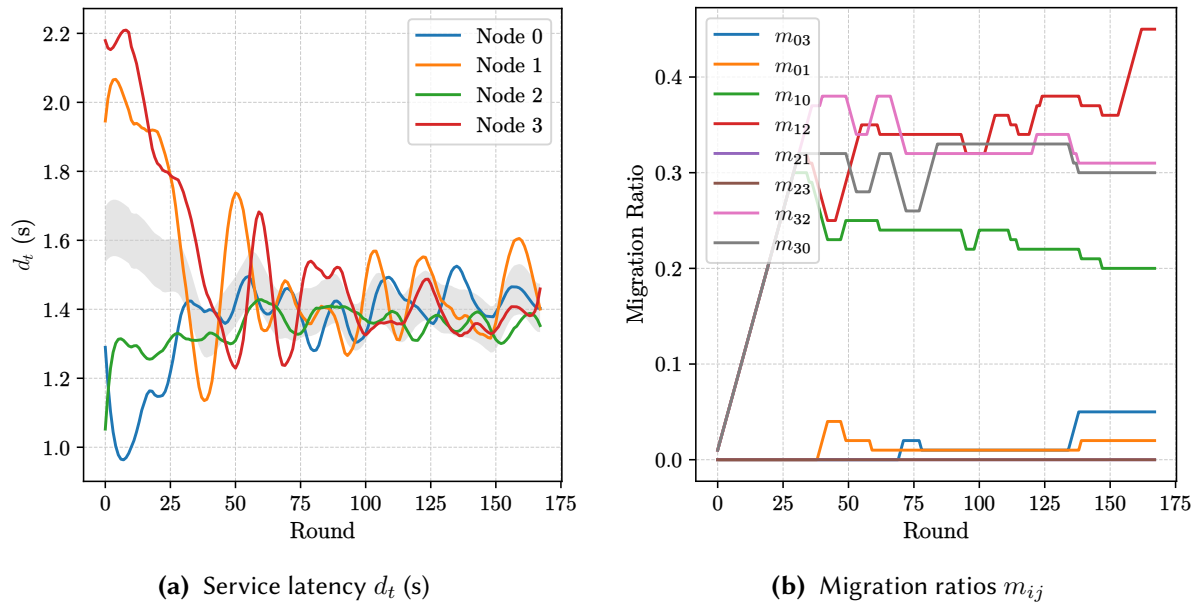 2.2
2.0
1.8
1.6
1.4
1.2
1.0
d_t (s)
Node 0
Node 1
Node 2
Node 3
0 25 50 75 100 125 150 175
Round
(a) Service latency d_t (s)
0.4
0.3
0.2
0.1
0.0
Migration Ratio
m_03
m_01
m_10
m_12
m_21
m_23
m_32
m_30
0 25 50 75 100 125 150 175
Round
(b) Migration ratios m_ij